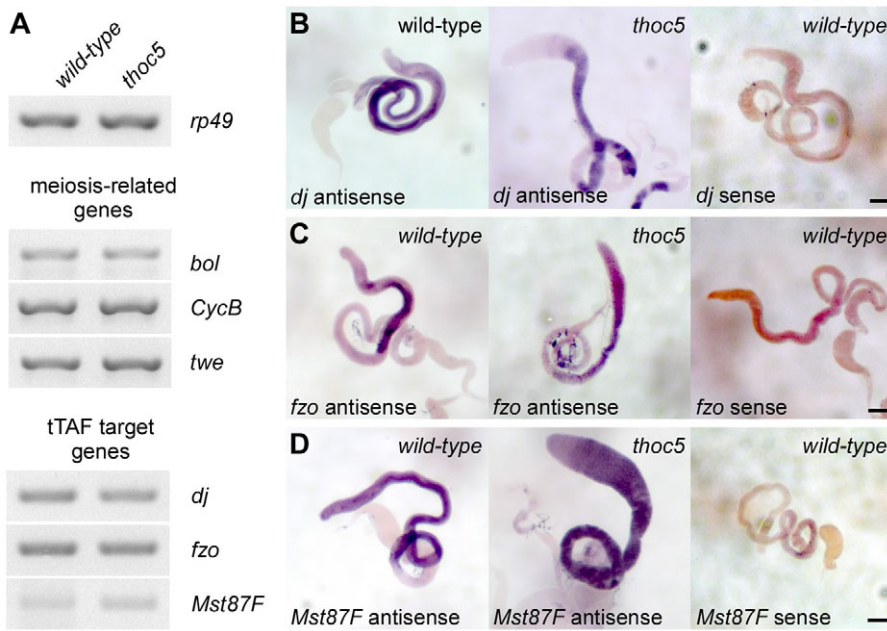 A
wild-type thoc5
rp49
meiosis-related
genes
bol
CycB
twe
tTAF target
genes
dj
fzo
Mst87F
B
wild-type
dj antisense
thoc5
dj antisense
wild-type
dj sense
C
wild-type
fzo antisense
thoc5
fzo antisense
wild-type
fzo sense
D
wild-type
Mst87F antisense
thoc5
Mst87F antisense
wild-type
Mst87F sense